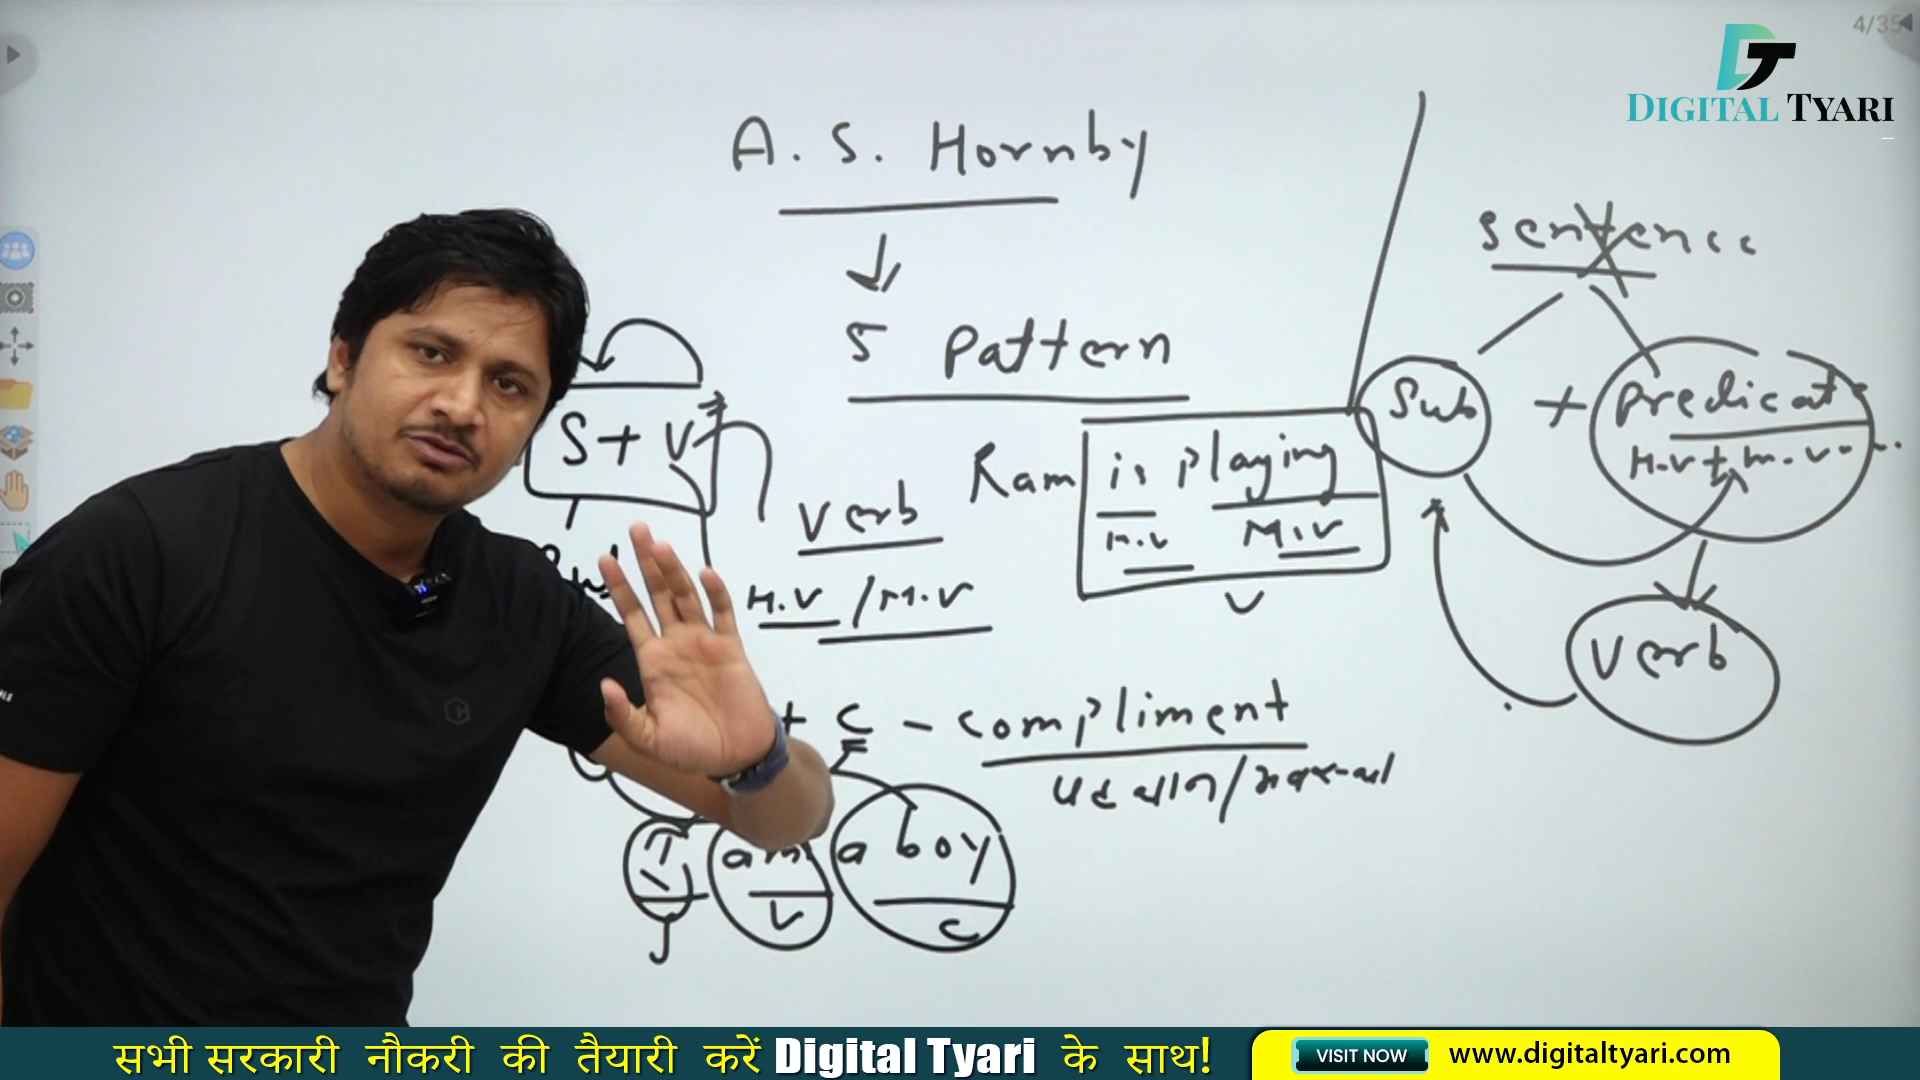 4/35
DT
DIGITAL TYARI
A. S. Hornby
5 Pattern
S + V
verb
H.V / M.V
Ram is playing
H.V M.V
V
sentence
Sub + Predicate
H.V + M.V...
verb
+ C - compliment
I am a boy
S V C
सभी सरकारी नौकरी की तैयारी करें Digital Tyari के साथ!
VISIT NOW www.digitaltyari.com